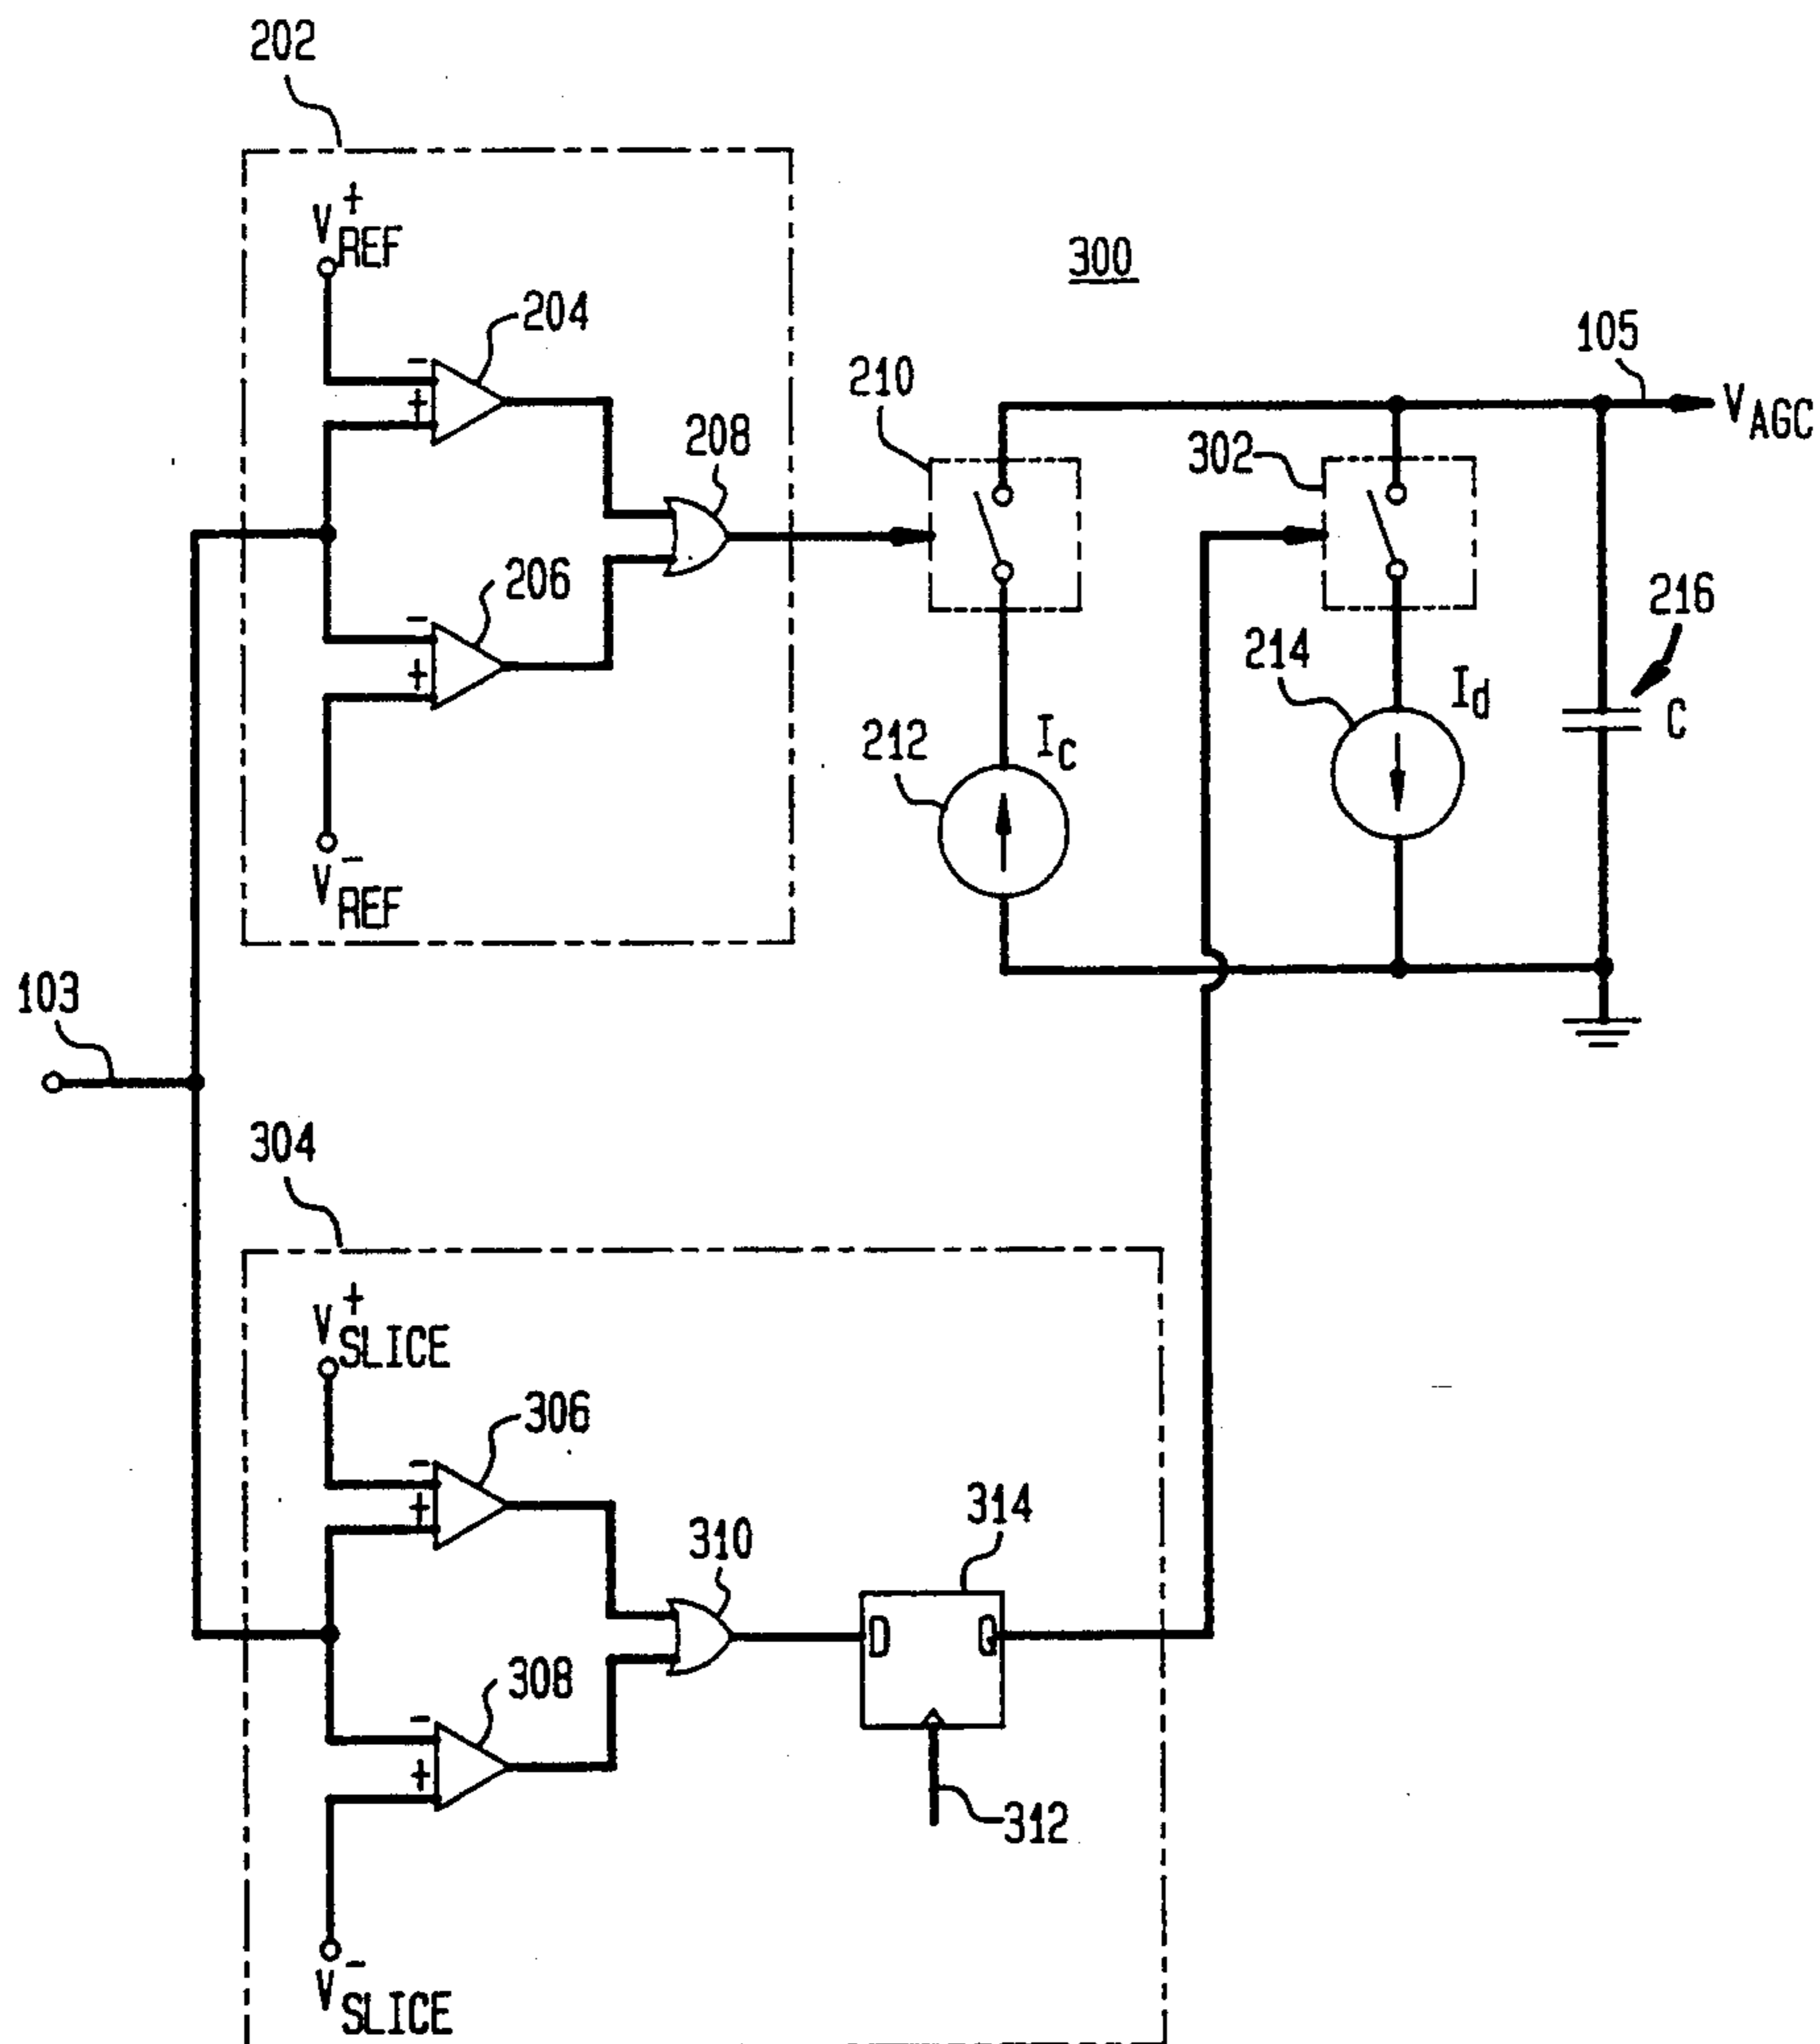 202
V+REF
300
204
105
210
VAGC
208
302
206
216
214
Id
C
212
IC
V-REF
103
304
V+SLICE
306
314
310
D
Q
308
312
V-SLICE
-
+
-
+
-
+
-
+